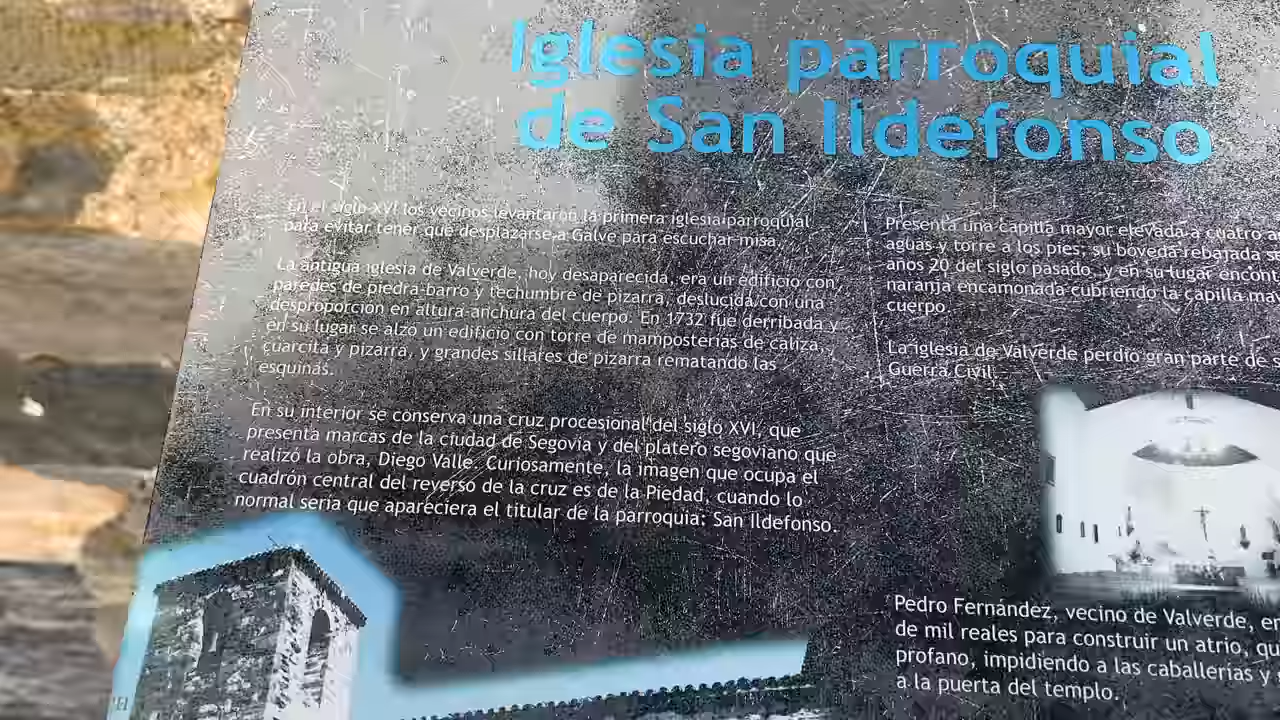 Iglesia parroquial
de San Ildefonso
En el siglo XVI los vecinos levantaron la primera iglesia parroquial
para evitar tener que desplazarse a Galve para escuchar misa.
La antigua iglesia de Valverde, hoy desaparecida, era un edificio con
paredes de piedra-barro y techumbre de pizarra, deslucida con una
desproporción en altura-anchura del cuerpo. En 1732 fue derribada y
en su lugar se alzó un edificio con torre de mamposterías de caliza,
cuarcita y pizarra, y grandes sillares de pizarra rematando las
esquinas.
En su interior se conserva una cruz procesional del siglo XVI, que
presenta marcas de la ciudad de Segovia y del platero segoviano que
realizó la obra, Diego Valle. Curiosamente, la imagen que ocupa el
cuadrón central del reverso de la cruz es de la Piedad, cuando lo
normal sería que apareciera el titular de la parroquia: San Ildefonso.
Presenta una capilla mayor elevada a cuatro
aguas y torre a los pies; su bóveda rebajada
años 20 del siglo pasado, y en su lugar
naranja encamonada cubriendo la capilla
cuerpo.
La iglesia de Valverde perdió gran parte de
Guerra Civil.
Pedro Fernández, vecino de Valverde,
de mil reales para construir un atrio,
profano, impidiendo a las caballerías y
a la puerta del templo.